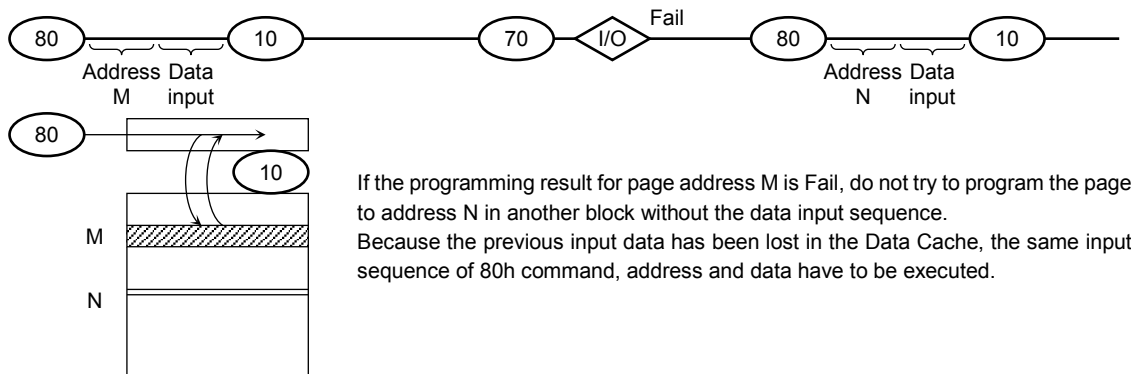 Fail
80 10 70 I/O 80 10
Address Data Address Data
M input N input
80
10
If the programming result for page address M is Fail, do not try to program the page
to address N in another block without the data input sequence.
M
Because the previous input data has been lost in the Data Cache, the same input
sequence of 80h command, address and data have to be executed.
N